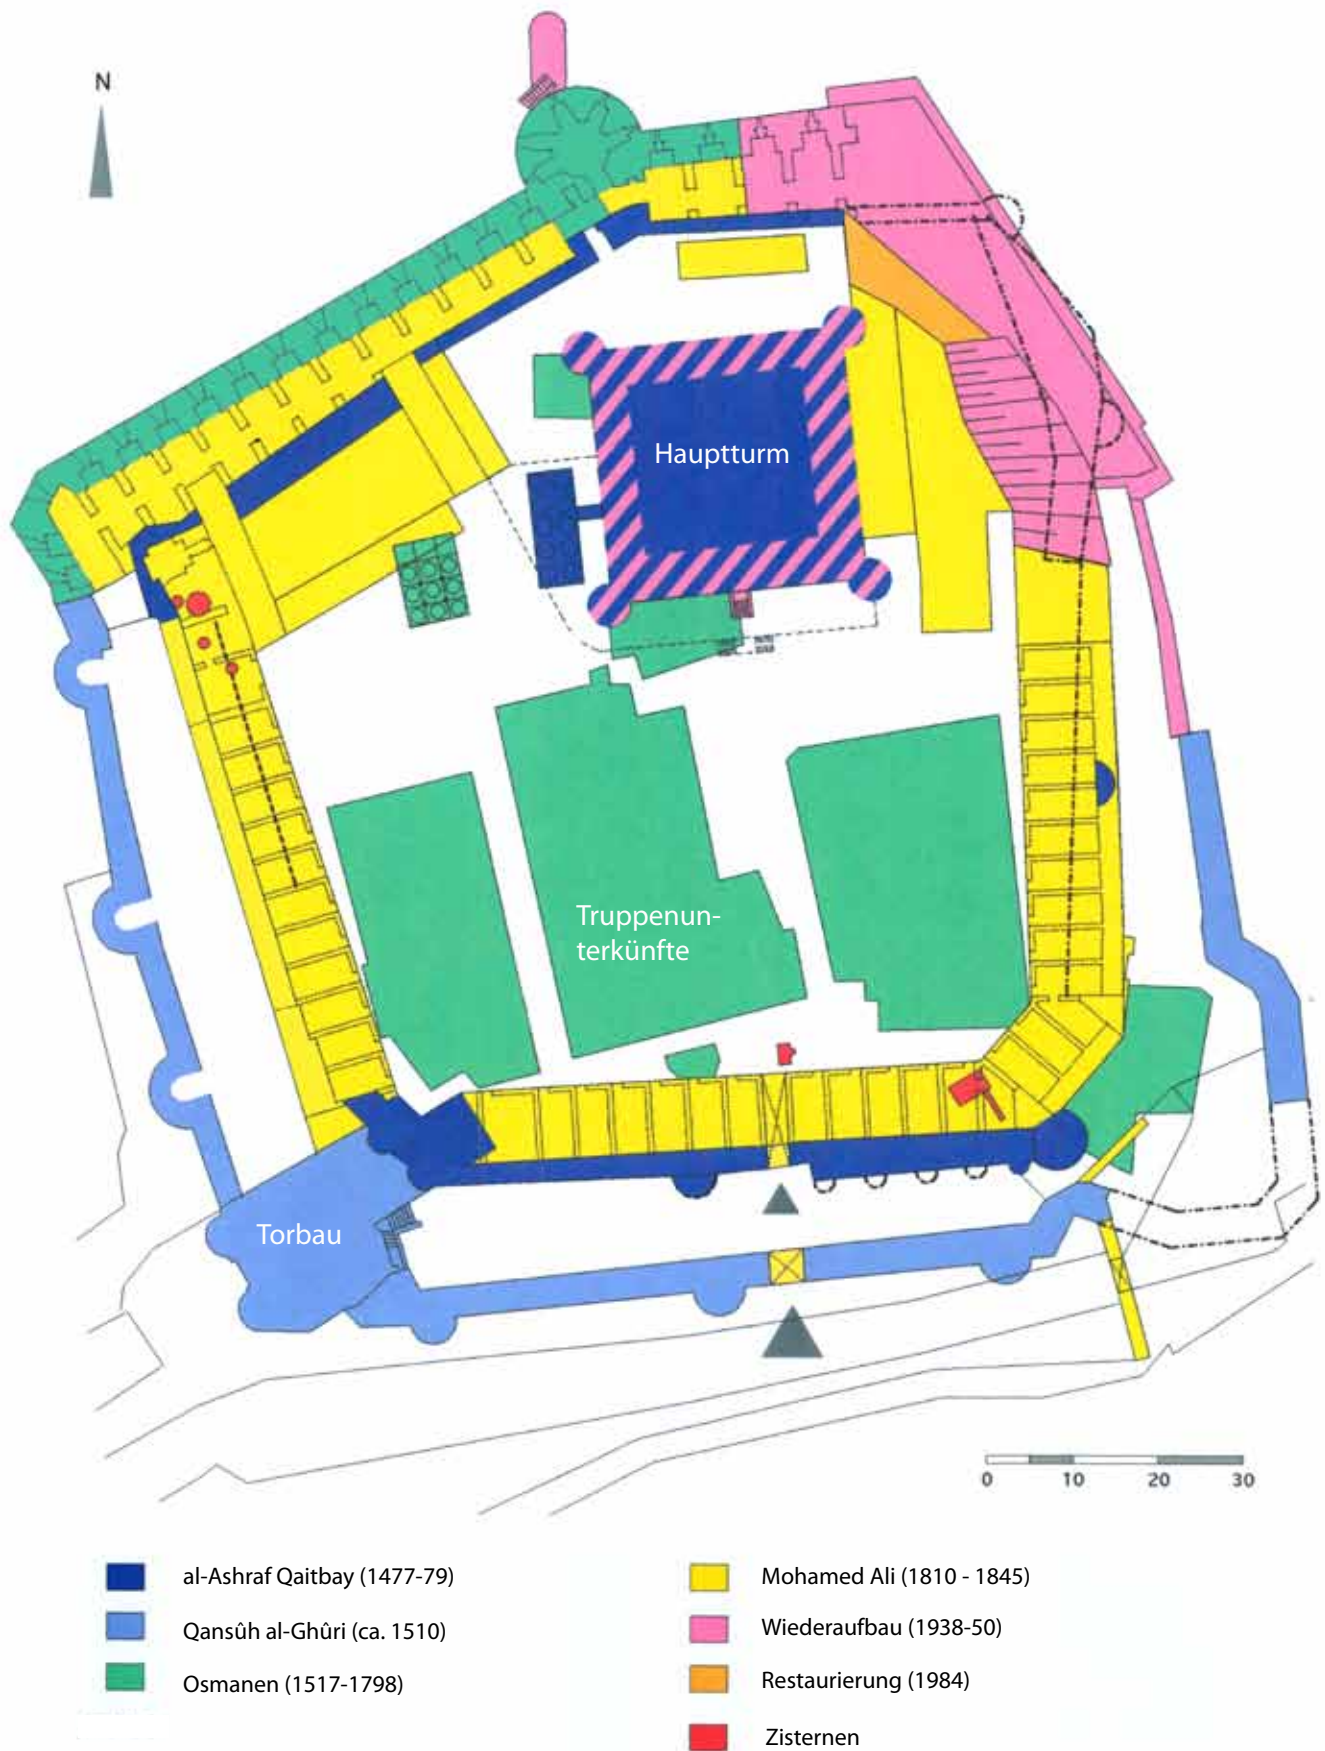 N
Hauptturm
Truppenun-
terkünfte
Torbau
0 10 20 30
al-Ashraf Qaitbay (1477-79)
Qansûh al-Ghûri (ca. 1510)
Osmanen (1517-1798)
Mohamed Ali (1810 - 1845)
Wiederaufbau (1938-50)
Restaurierung (1984)
Zisternen